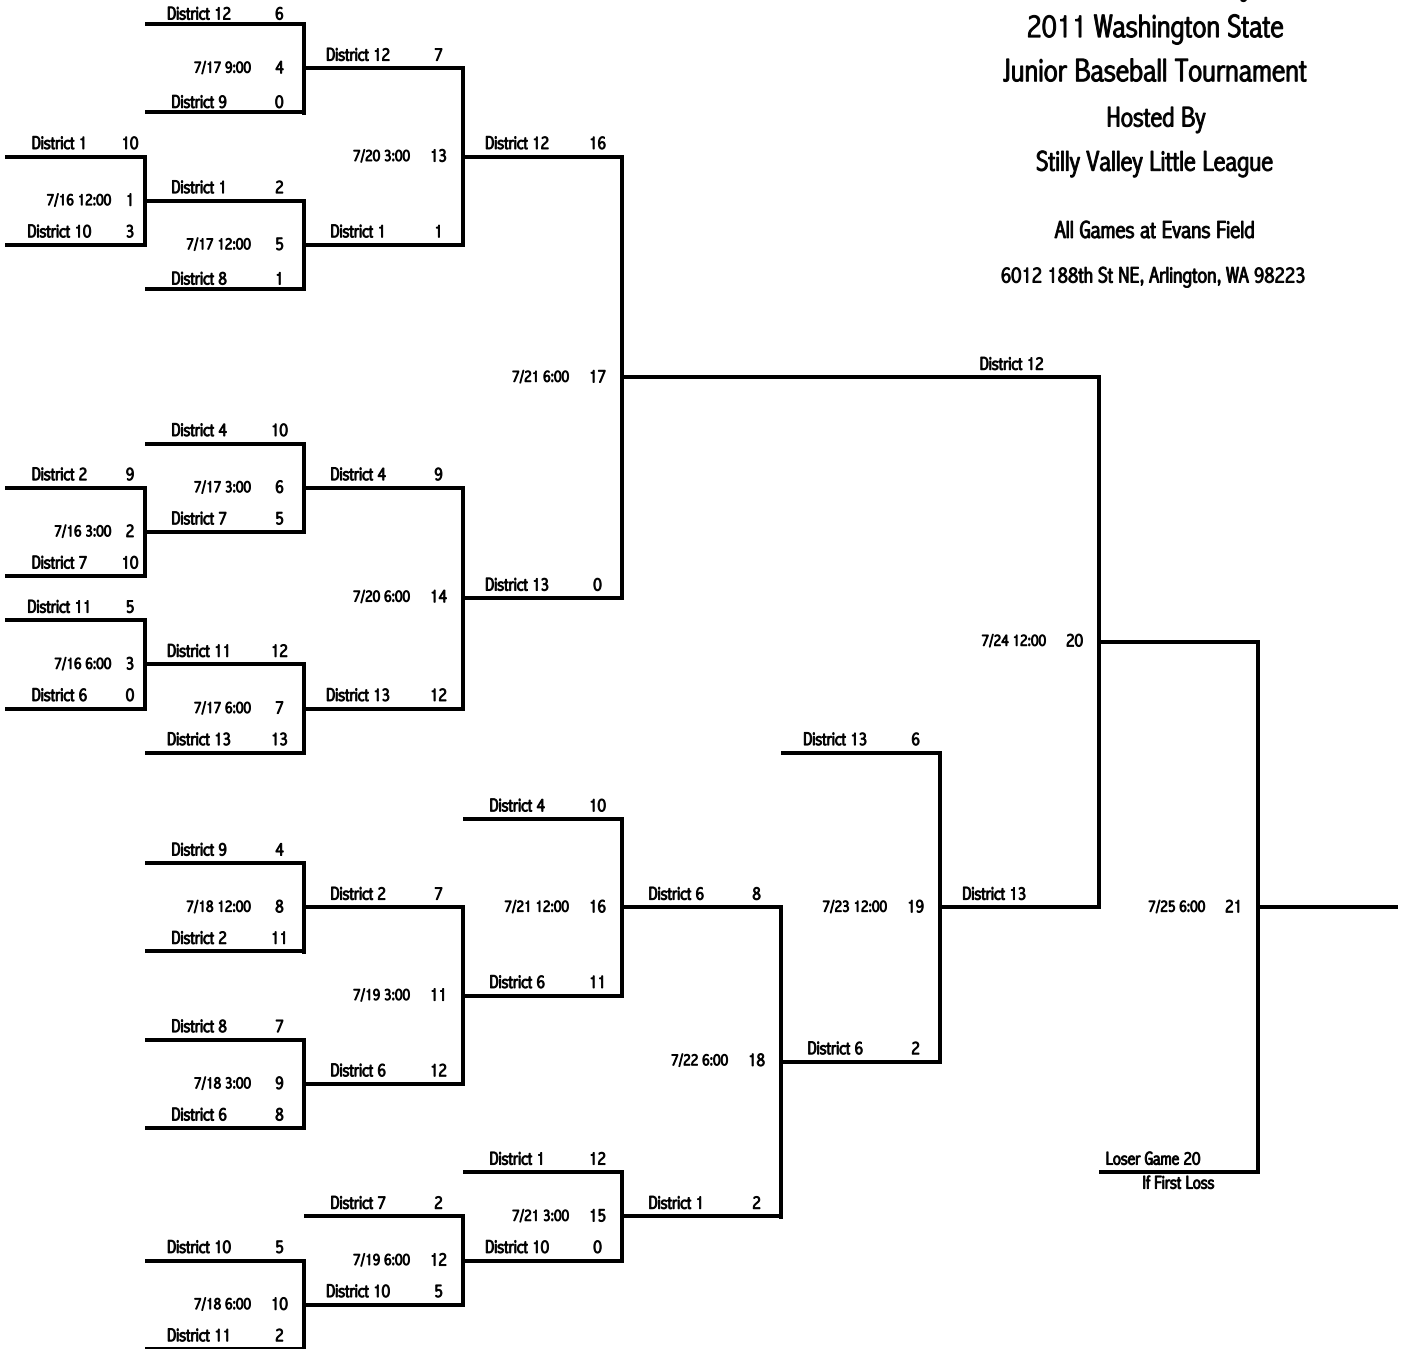 2011 Washington State
Junior Baseball Tournament
Hosted By
Stilly Valley Little League
All Games at Evans Field
6012 188th St NE, Arlington, WA 98223
District 12 6
District 12 7
7/17 9:00 4
District 9 0
District 1 10
District 12 16
7/20 3:00 13
District 1 2
7/16 12:00 1
District 10 3
District 1 1
7/17 12:00 5
District 8 1
District 12
7/21 6:00 17
District 4 10
District 2 9
District 4 9
7/17 3:00 6
District 7 5
7/16 3:00 2
District 7 10
District 13 0
7/20 6:00 14
District 11 5
7/24 12:00 20
District 11 12
7/16 6:00 3
District 6 0
District 13 12
7/17 6:00 7
District 13 13
District 13 6
District 4 10
District 9 4
District 2 7
District 6 8
District 13
7/18 12:00 8
7/21 12:00 16
7/23 12:00 19
7/25 6:00 21
District 2 11
District 6 11
7/19 3:00 11
District 8 7
District 6 2
7/22 6:00 18
District 6 12
7/18 3:00 9
District 6 8
District 1 12
Loser Game 20
If First Loss
District 7 2
District 1 2
7/21 3:00 15
District 10 5
District 10 0
7/19 6:00 12
District 10 5
7/18 6:00 10
District 11 2